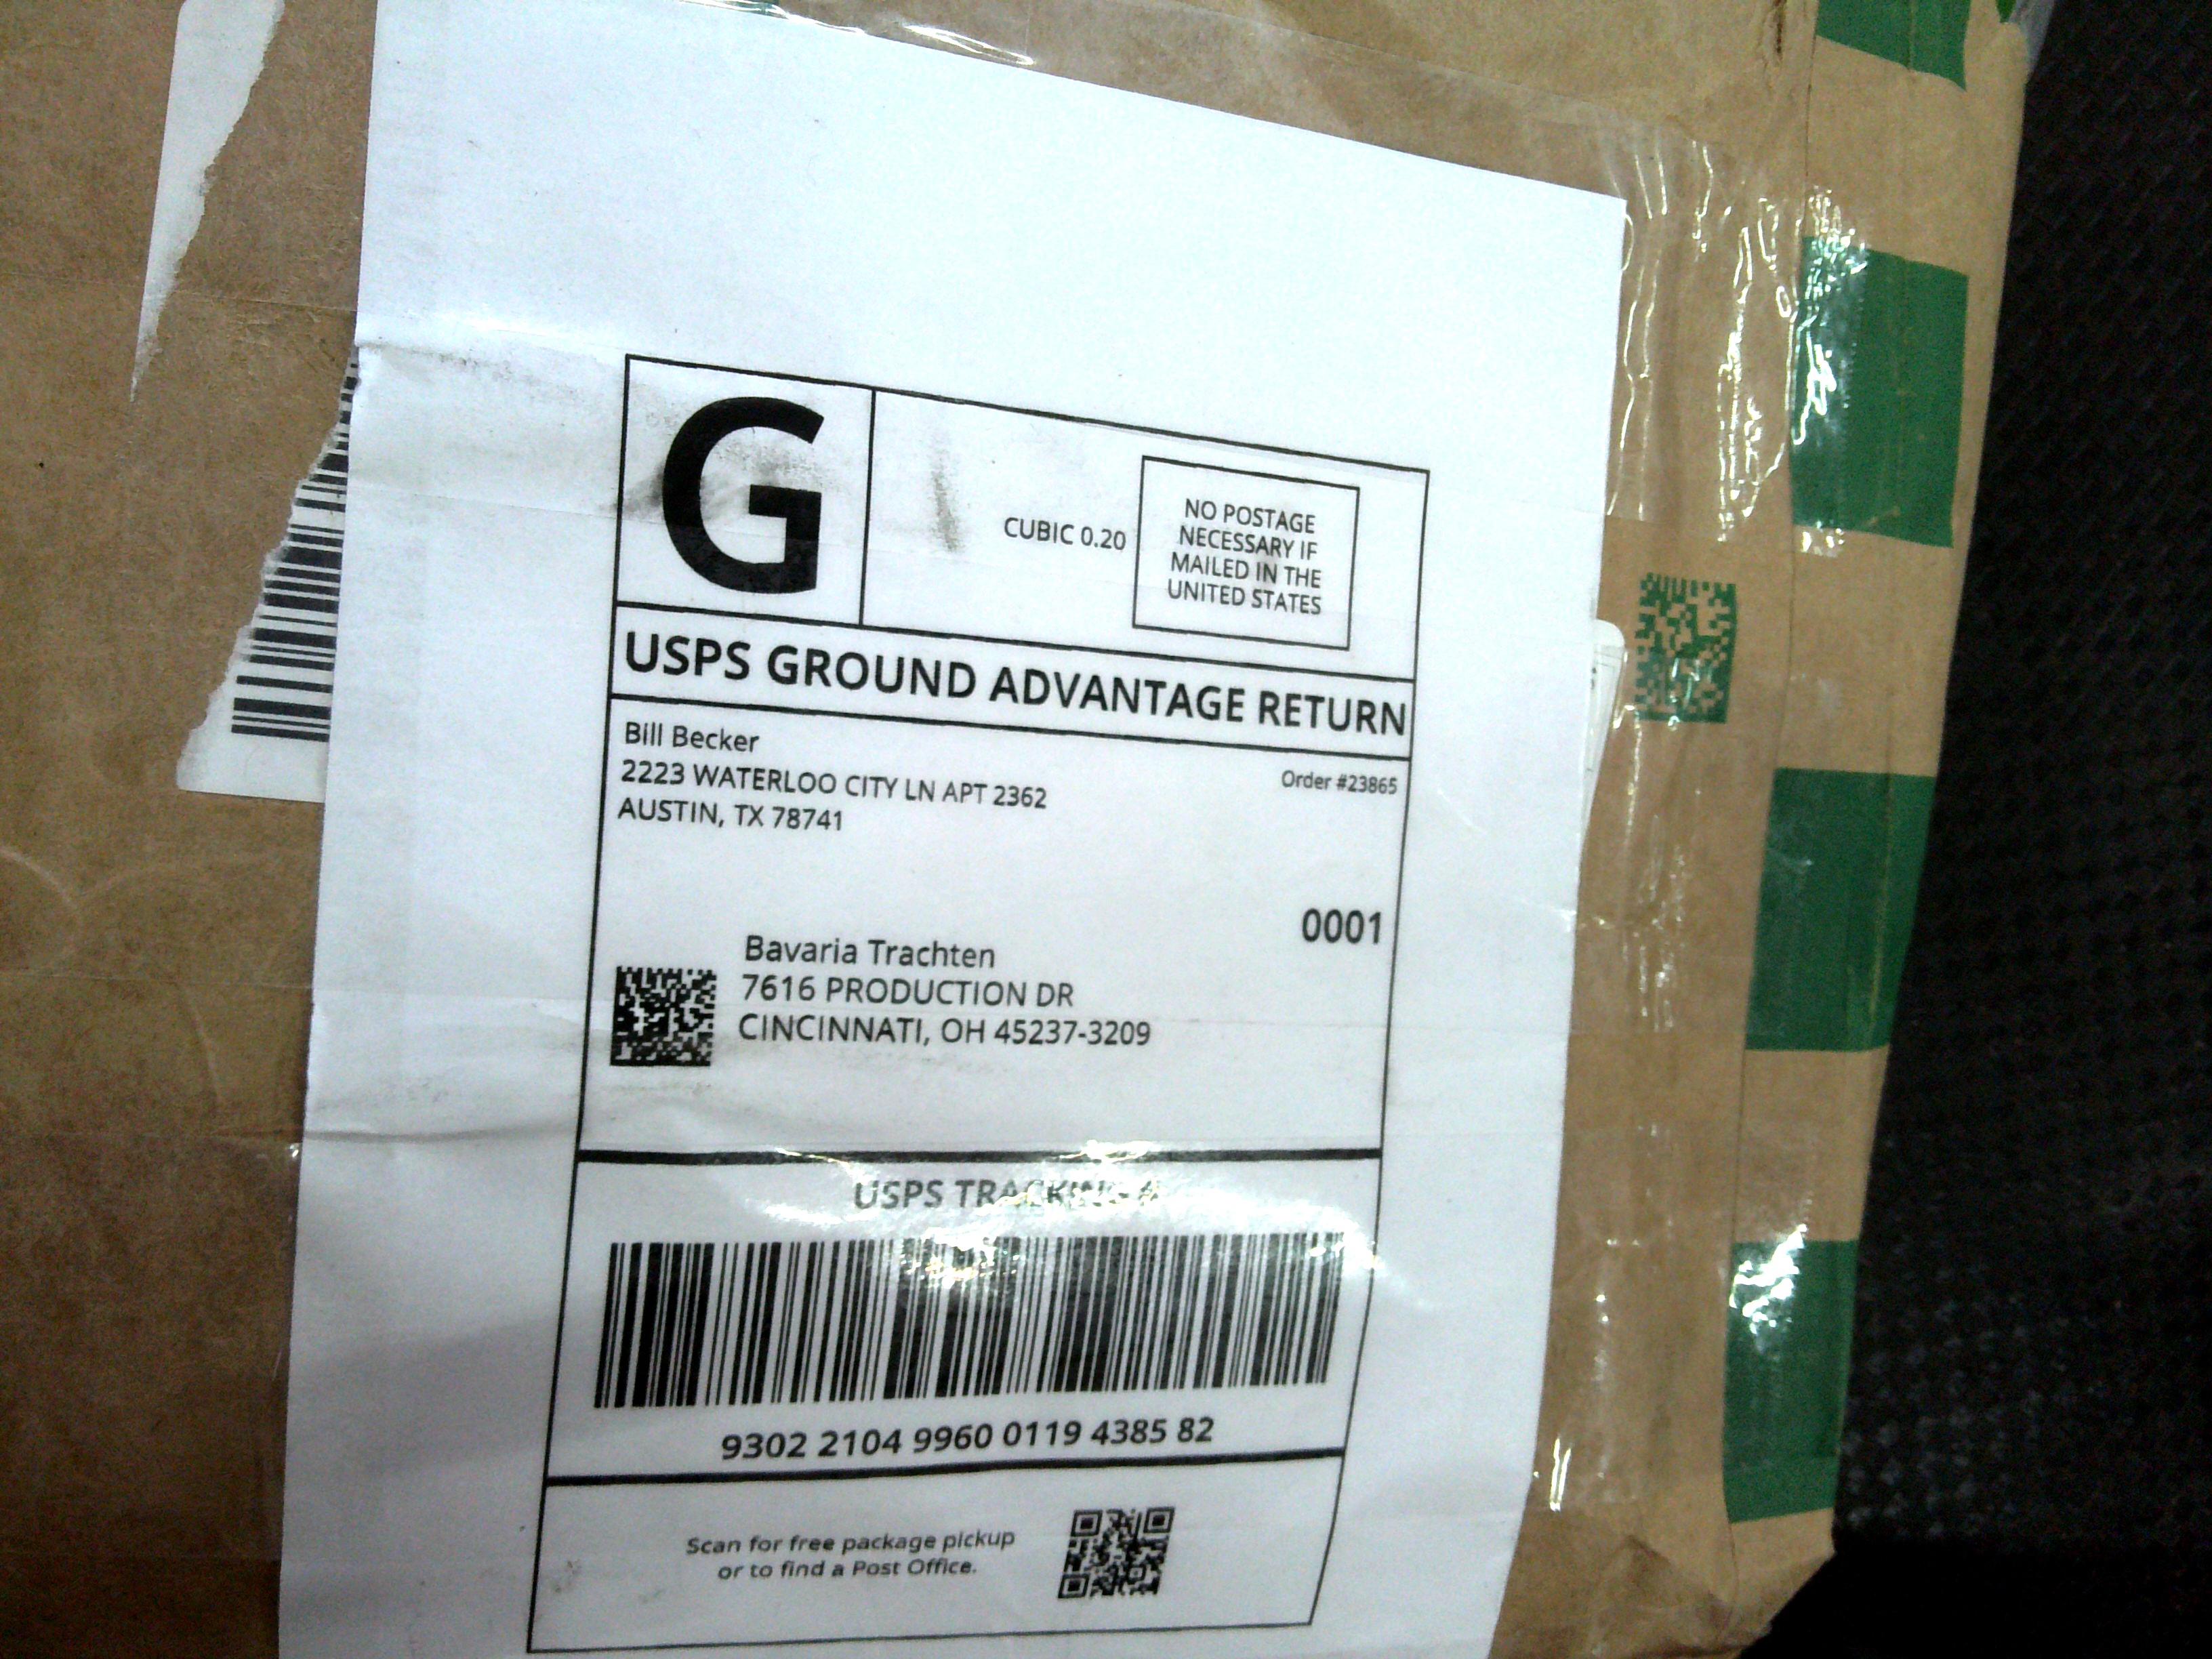 G
CUBIC 0.20
NO POSTAGE
NECESSARY IF
MAILED IN THE
UNITED STATES
USPS GROUND ADVANTAGE RETURN
Bill Becker
2223 WATERLOO CITY LN APT 2362
AUSTIN, TX 78741
Order #23865
0001
Bavaria Trachten
7616 PRODUCTION DR
CINCINNATI, OH 45237-3209
USPS TRACKING #
9302 2104 9960 0119 4385 82
Scan for free package pickup
or to find a Post Office.